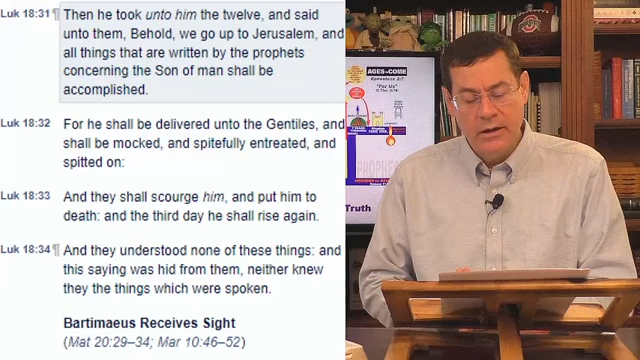 Luk 18:31 ¶ Then he took unto him the twelve, and said
unto them, Behold, we go up to Jerusalem, and
all things that are written by the prophets
concerning the Son of man shall be
accomplished.
Luk 18:32 For he shall be delivered unto the Gentiles, and
shall be mocked, and spitefully entreated, and
spitted on:
Luk 18:33 And they shall scourge him, and put him to
death: and the third day he shall rise again.
Luk 18:34 ¶ And they understood none of these things: and
this saying was hid from them, neither knew
they the things which were spoken.
Bartimaeus Receives Sight
(Mat 20:29–34; Mar 10:46–52)
AGES to COME
Ephesians 2:7
"For Us"
PROPHEC
Truth